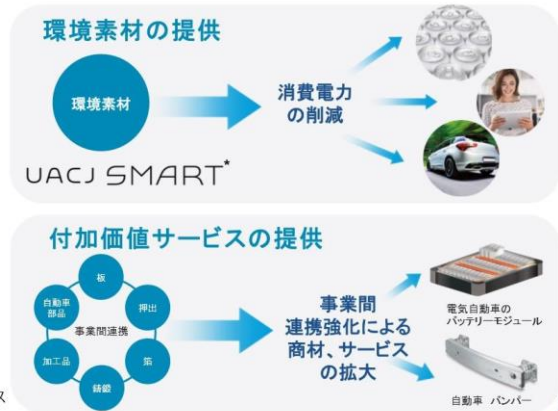 環境素材の提供
環境素材
消費電力
の削減
UACJ SMART*
付加価値サービスの提供
板
自動車
部品
押出
事業間連携
加工品
箔
鋳鍛
事業間
連携強化による
商材、サービス
の拡大
電気自動車の
バッテリーモジュール
自動車 バンパー
ス